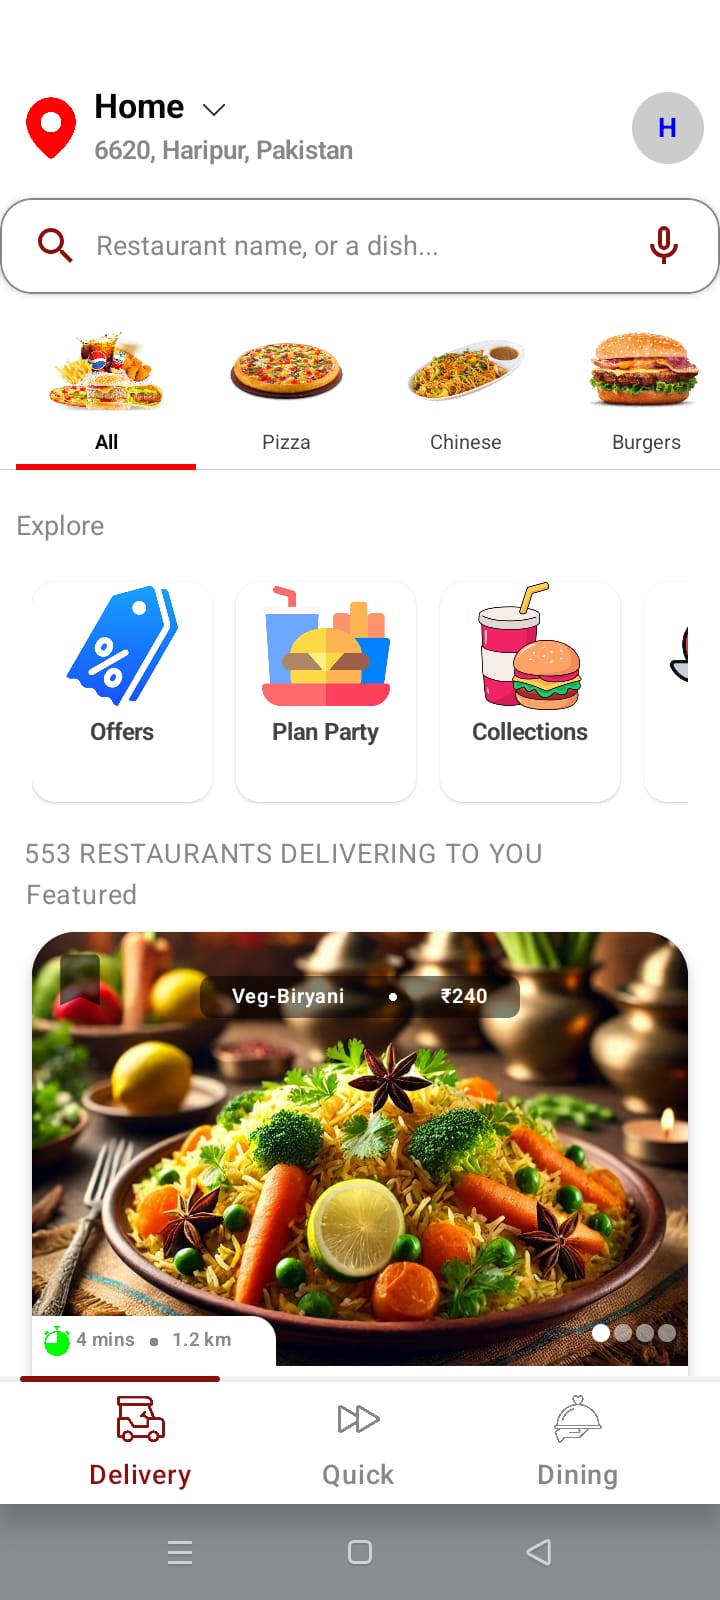 Home
6620, Haripur, Pakistan
H
Restaurant name, or a dish...
All
Pizza
Chinese
Burgers
Explore
Offers
Plan Party
Collections
553 RESTAURANTS DELIVERING TO YOU
Featured
Veg-Biryani • ₹240
4 mins • 1.2 km
Delivery
Quick
Dining